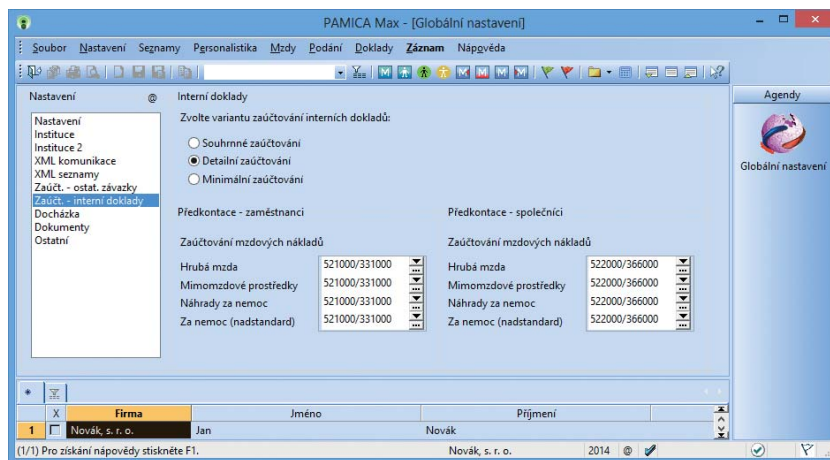 PAMICA Max - [Globální nastavení]
Soubor Nastavení Seznamy Personalistika Mzdy Podání Doklady Záznam Nápověda
Nastavení @
Nastavení
Instituce
Instituce 2
XML komunikace
XML seznamy
Zaúčt. - ostat. závazky
Zaúčt. - interní doklady
Docházka
Dokumenty
Ostatní
Interní doklady
Zvolte variantu zaúčtování interních dokladů:
Souhrnné zaúčtování
Detailní zaúčtování
Minimální zaúčtování
Předkontace - zaměstnanci
Zaúčtování mzdových nákladů
Hrubá mzda 521000/331000
Mimomzdové prostředky 521000/331000
Náhrady za nemoc 521000/331000
Za nemoc (nadstandard) 521000/331000
Předkontace - společníci
Zaúčtování mzdových nákladů
Hrubá mzda 522000/366000
Mimomzdové prostředky 522000/366000
Náhrady za nemoc 522000/366000
Za nemoc (nadstandard) 522000/366000
Agendy
Globální nastavení
X Firma Jméno Příjmení
1 Novák, s. r. o. Jan Novák
(1/1) Pro získání nápovědy stiskněte F1. Novák, s. r. o. 2014 @